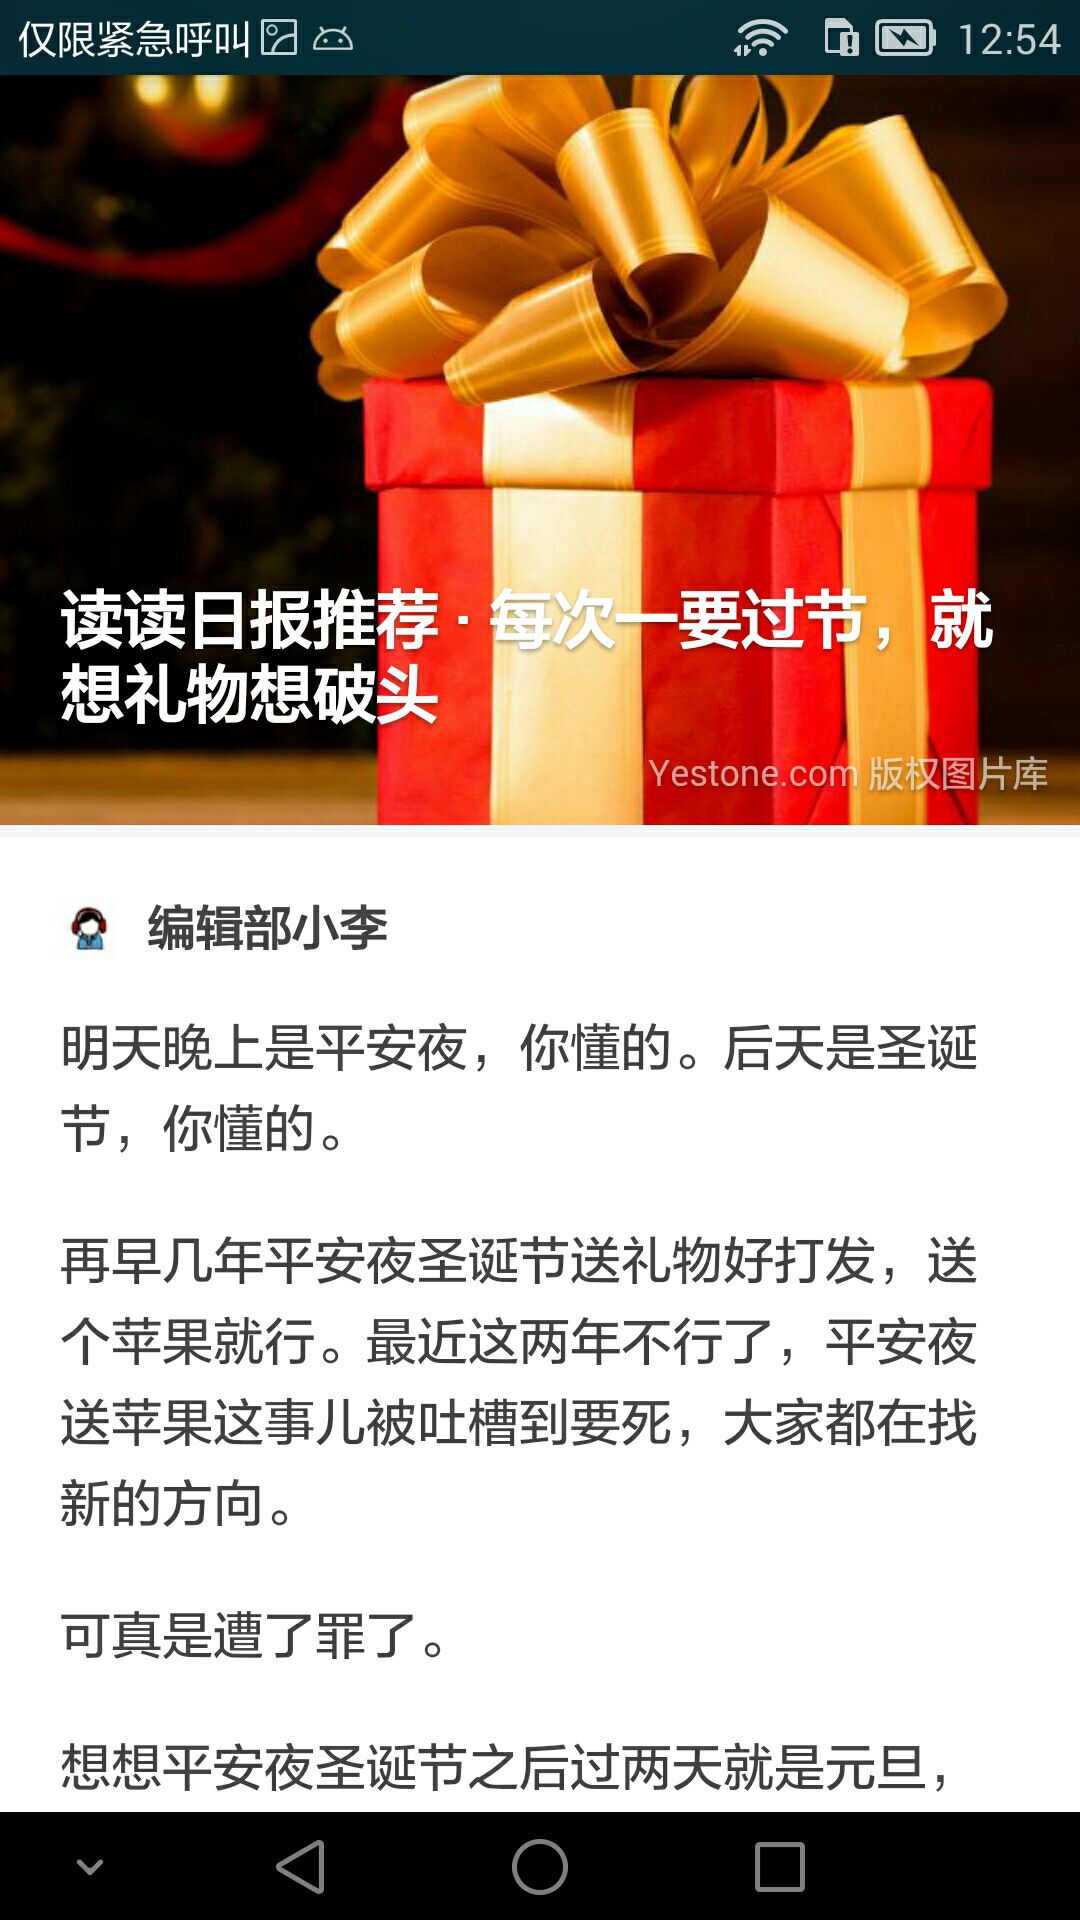 仅限紧急呼叫
12:54
读读日报推荐 · 每次一要过节，就
想礼物想破头
Yestone.com 版权图片库
编辑部小李
明天晚上是平安夜，你懂的。后天是圣诞
节，你懂的。
再早几年平安夜圣诞节送礼物好打发，送
个苹果就行。最近这两年不行了，平安夜
送苹果这事儿被吐槽到要死，大家都在找
新的方向。
可真是遭了罪了。
想想平安夜圣诞节之后过两天就是元旦，